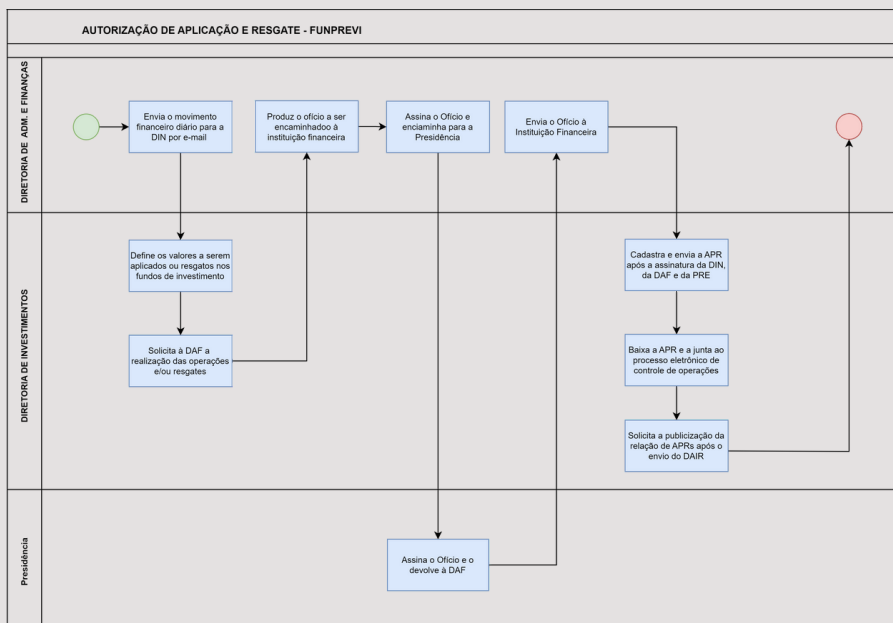 AUTORIZAÇÃO DE APLICAÇÃO E RESGATE - FUNPREVI
DIRETORIA DE ADM. E FINANÇAS
Envia o movimento
financeiro diário para a
DIN por e-mail
Produz o ofício a ser
encaminhadoo à
instituição financeira
Assina o Ofício e
enciaminha para a
Presidência
Envia o Ofício à
Instituição Financeira
DIRETORIA DE INVESTIMENTOS
Define os valores a serem
aplicados ou resgatos nos
fundos de investimento
Solicita à DAF a
realização das operações
e/ou resgates
Cadastra e envia a APR
após a assinatura da DIN,
da DAF e da PRE
Baixa a APR e a junta ao
processo eletrônico de
controle de operações
Solicita a publicização da
relação de APRs após o
envio do DAIR
Presidência
Assina o Ofício e o
devolve à DAF